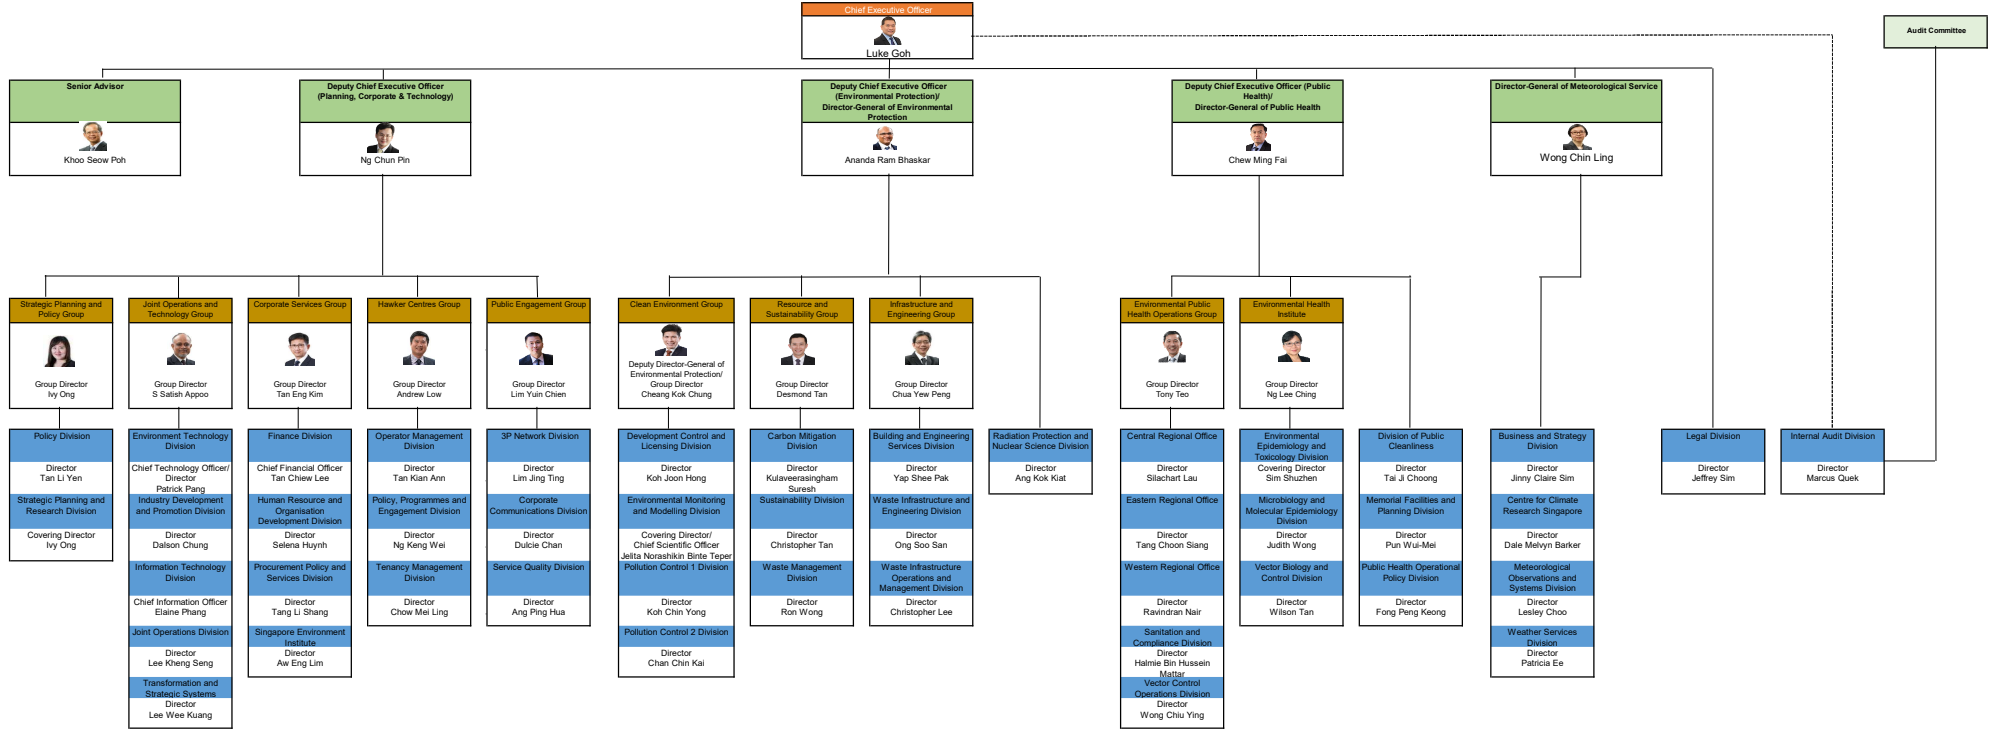 Chief Executive Officer
Luke Goh
Audit Committee
Senior Advisor
Khoo Seow Poh
Deputy Chief Executive Officer
(Planning, Corporate & Technology)
Ng Chun Pin
Deputy Chief Executive Officer
(Environmental Protection)/
Director-General of Environmental
Protection
Ananda Ram Bhaskar
Deputy Chief Executive Officer (Public
Health)/
Director-General of Public Health
Chew Ming Fai
Director-General of Meteorological Service
Wong Chin Ling
Strategic Planning and
Policy Group
Group Director
Ivy Ong
Policy Division
Director
Tan Li Yen
Strategic Planning and
Research Division
Covering Director
Ivy Ong
Joint Operations and
Technology Group
Group Director
S Satish Appoo
Environment Technology
Division
Chief Technology Officer/
Director
Patrick Pang
Industry Development
and Promotion Division
Director
Dalson Chung
Information Technology
Division
Chief Information Officer
Elaine Phang
Joint Operations Division
Director
Lee Kheng Seng
Transformation and
Strategic Systems
Director
Lee Wee Kuang
Corporate Services Group
Group Director
Tan Eng Kim
Finance Division
Chief Financial Officer
Tan Chiew Lee
Human Resource and
Organisation
Development Division
Director
Selena Huynh
Procurement Policy and
Services Division
Director
Tang Li Shang
Singapore Environment
Institute
Director
Aw Eng Lim
Hawker Centres Group
Group Director
Andrew Low
Operator Management
Division
Director
Tan Kian Ann
Policy, Programmes and
Engagement Division
Director
Ng Keng Wei
Tenancy Management
Division
Director
Chow Mei Ling
Public Engagement Group
Group Director
Lim Yuin Chien
3P Network Division
Director
Lim Jing Ting
Corporate
Communications Division
Director
Dulcie Chan
Service Quality Division
Director
Ang Ping Hua
Clean Environment Group
Deputy Director-General of
Environmental Protection/
Group Director
Cheang Kok Chung
Development Control and
Licensing Division
Director
Koh Joon Hong
Environmental Monitoring
and Modelling Division
Covering Director/
Chief Scientific Officer
Jelita Norashikin Binte Teper
Pollution Control 1 Division
Director
Koh Chin Yong
Pollution Control 2 Division
Director
Chan Chin Kai
Resource and
Sustainability Group
Group Director
Desmond Tan
Carbon Mitigation
Division
Director
Kulaveerasingham
Suresh
Sustainability Division
Director
Christopher Tan
Waste Management
Division
Director
Ron Wong
Infrastructure and
Engineering Group
Group Director
Chua Yew Peng
Building and Engineering
Services Division
Director
Yap Shee Pak
Waste Infrastructure and
Engineering Division
Director
Ong Soo San
Waste Infrastructure
Operations and
Management Division
Director
Christopher Lee
Radiation Protection and
Nuclear Science Division
Director
Ang Kok Kiat
Environmental Public
Health Operations Group
Group Director
Tony Teo
Central Regional Office
Director
Silachart Lau
Eastern Regional Office
Director
Tang Choon Siang
Western Regional Office
Director
Ravindran Nair
Sanitation and
Compliance Division
Director
Halmie Bin Hussein
Mattar
Vector Control
Operations Division
Director
Wong Chiu Ying
Environmental Health
Institute
Group Director
Ng Lee Ching
Environmental
Epidemiology and
Toxicology Division
Covering Director
Sim Shuzhen
Microbiology and
Molecular Epidemiology
Division
Director
Judith Wong
Vector Biology and
Control Division
Director
Wilson Tan
Division of Public
Cleanliness
Director
Tai Ji Choong
Memorial Facilities and
Planning Division
Director
Pun Wui-Mei
Public Health Operational
Policy Division
Director
Fong Peng Keong
Business and Strategy
Division
Director
Jinny Claire Sim
Centre for Climate
Research Singapore
Director
Dale Melvyn Barker
Meteorological
Observations and
Systems Division
Director
Lesley Choo
Weather Services
Division
Director
Patricia Ee
Legal Division
Director
Jeffrey Sim
Internal Audit Division
Director
Marcus Quek